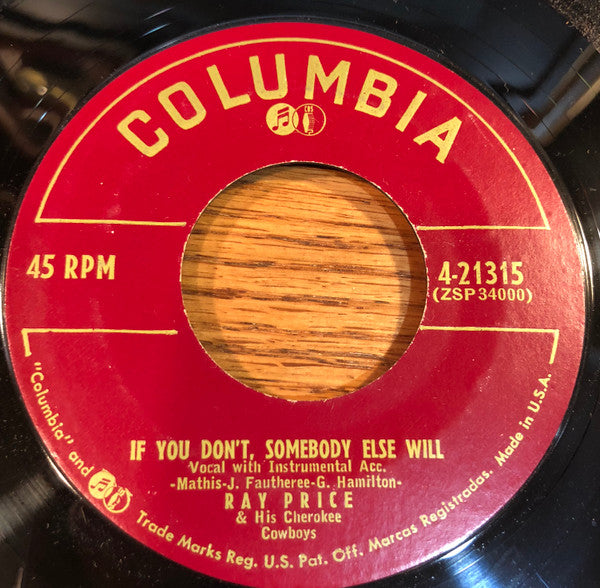 COLUMBIA
CBS
45 RPM
4-21315
(ZSP 34000)
IF YOU DON'T, SOMEBODY ELSE WILL
Vocal with Instrumental Acc.
-Mathis-J. Fautheree-G. Hamilton-
RAY PRICE
& His Cherokee
Cowboys
"Columbia" and Trade Marks Reg. U.S. Pat. Off. Marcas Registradas. Made in U.S.A.